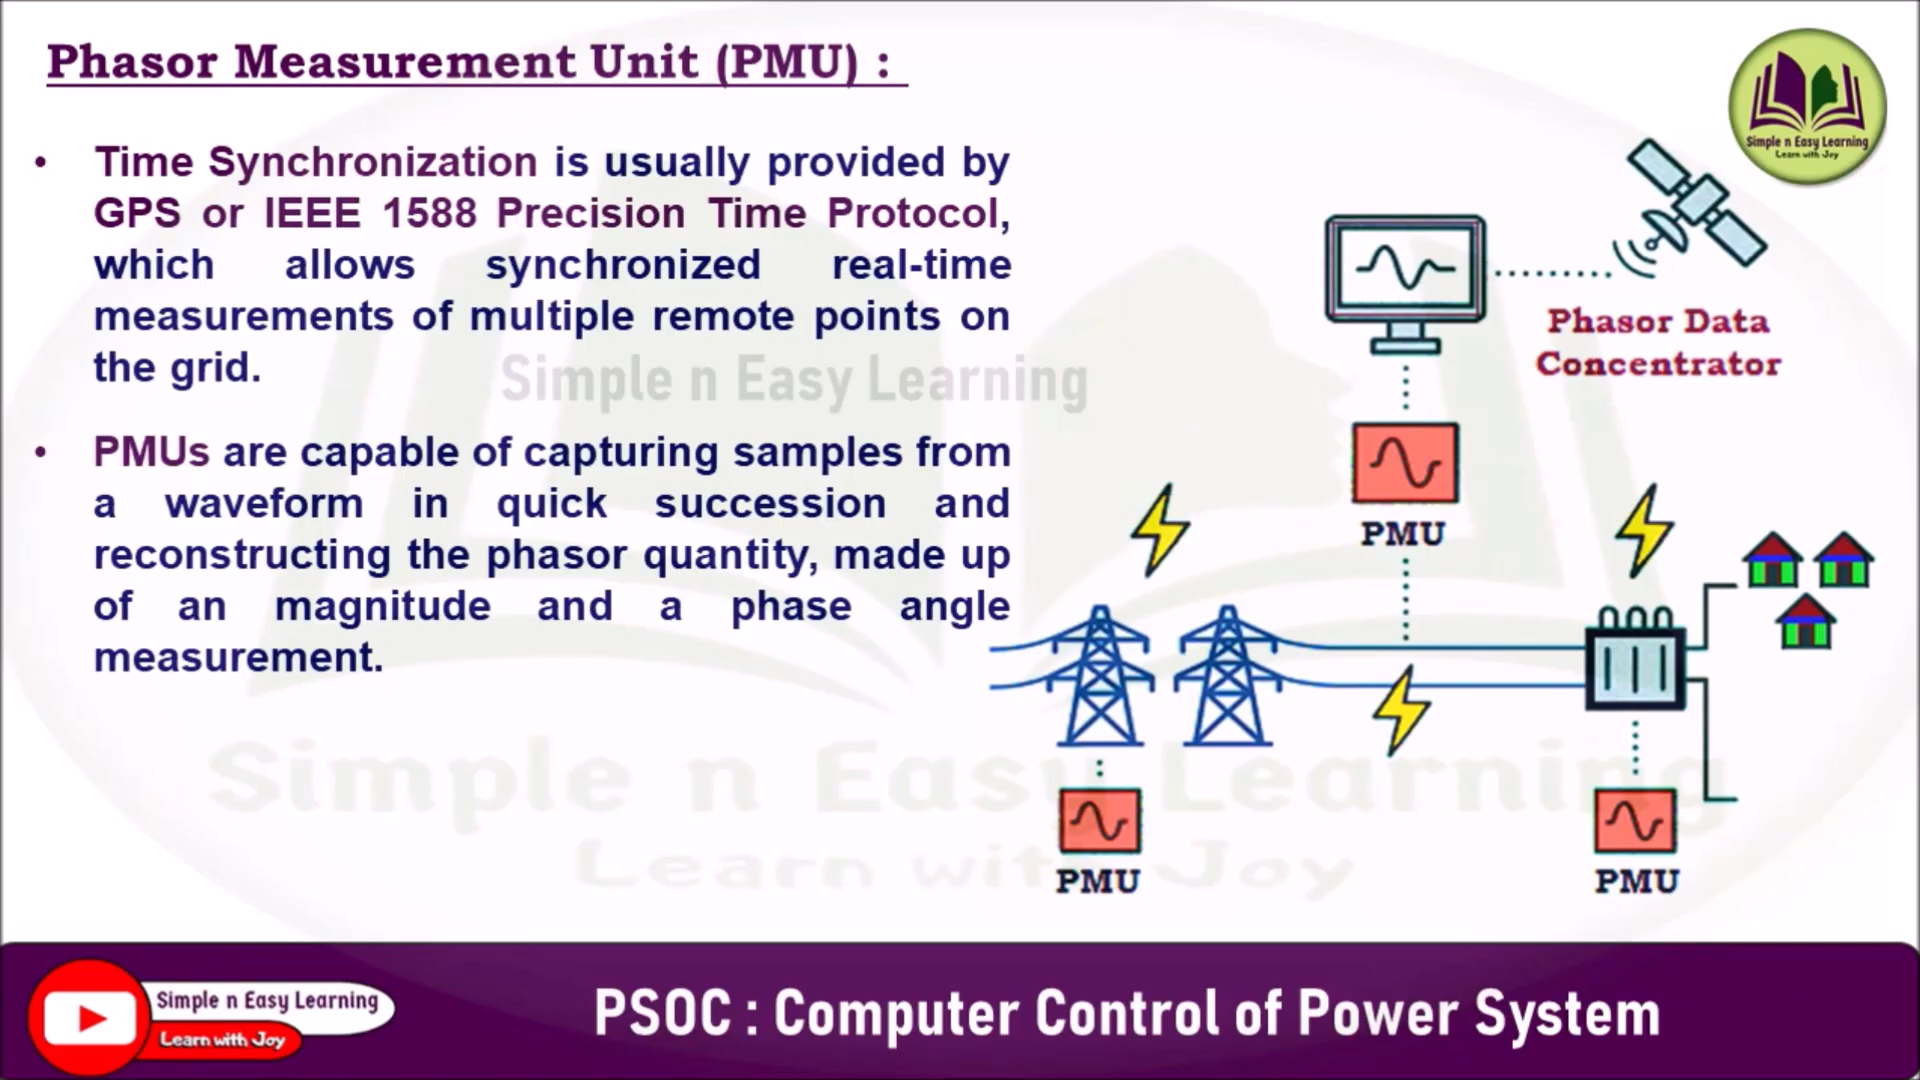 Phasor Measurement Unit (PMU) :
• Time Synchronization is usually provided by
GPS or IEEE 1588 Precision Time Protocol,
which allows synchronized real-time
measurements of multiple remote points on
the grid.
• PMUs are capable of capturing samples from
a waveform in quick succession and
reconstructing the phasor quantity, made up
of an magnitude and a phase angle
measurement.
Simple n Easy Learning
Learn with Joy
Phasor Data
Concentrator
PMU
PMU
PMU
Simple n Easy Learning
Simple n Easy Learning
Learn with Joy
Simple n Easy Learning
Learn with Joy
PSOC : Computer Control of Power System